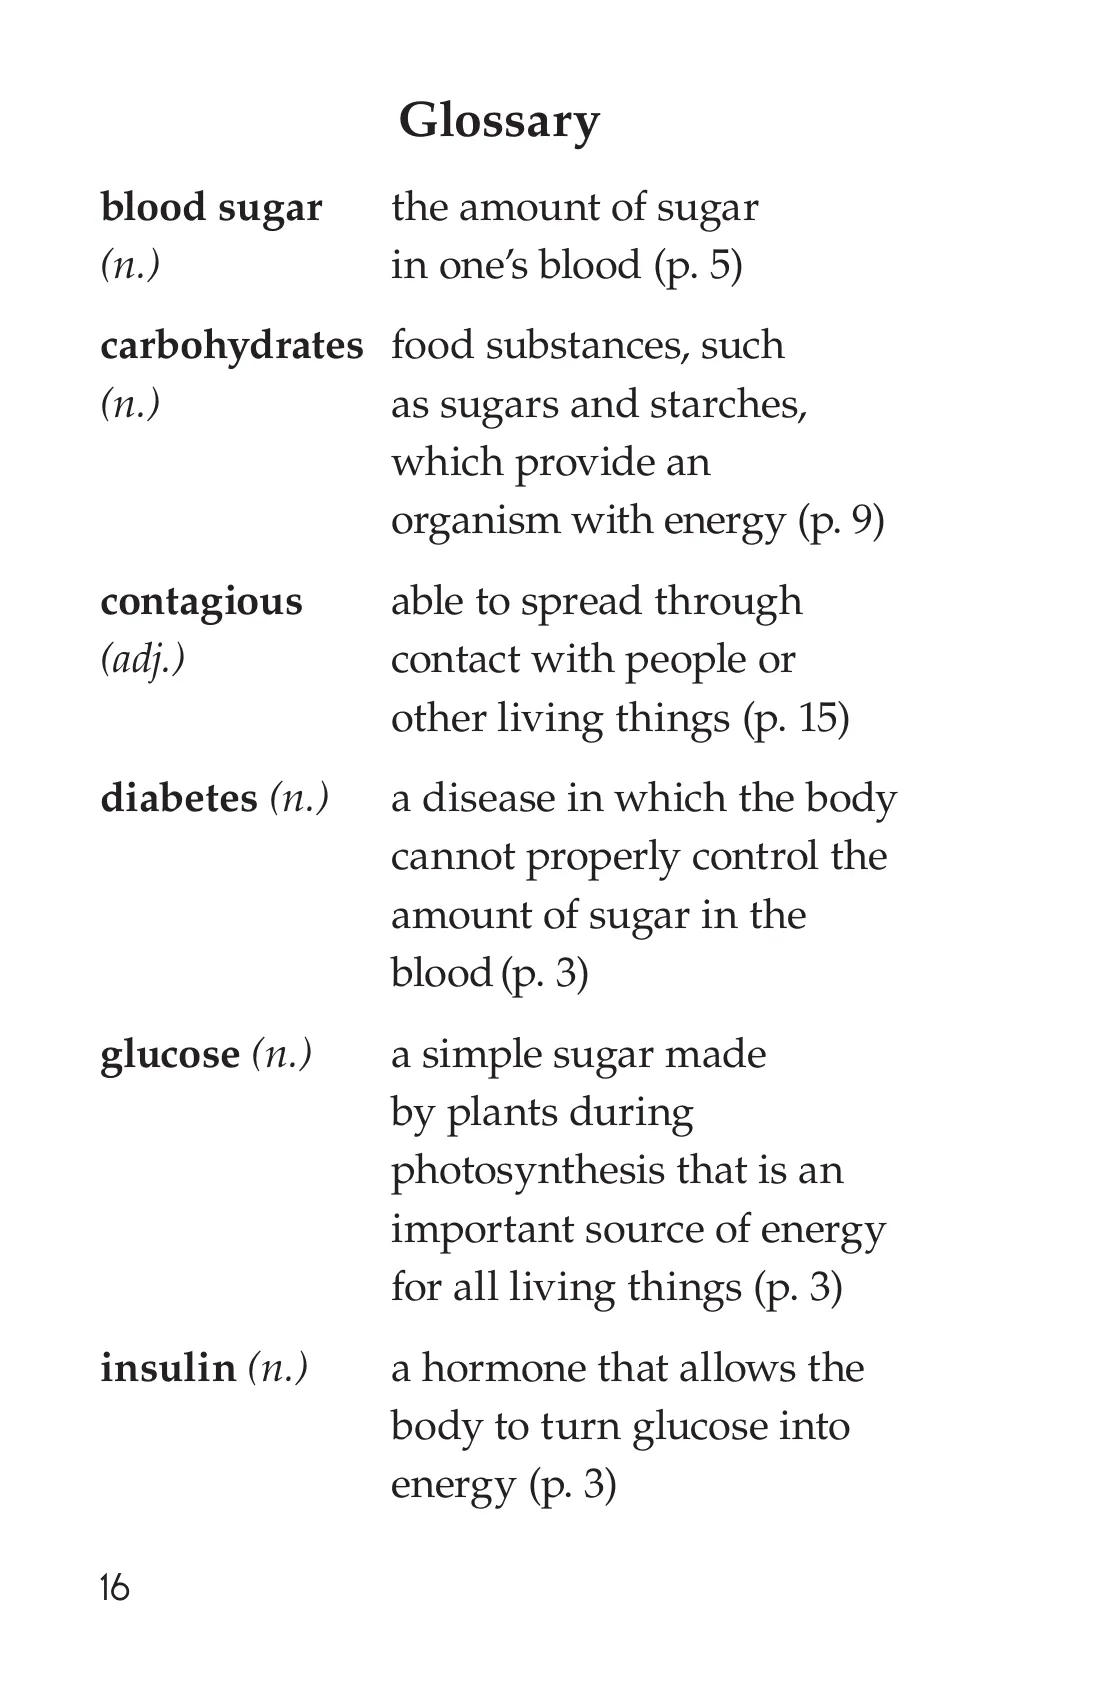 Glossary
blood sugar the amount of sugar
(n.) in one’s blood (p. 5)
carbohydrates food substances, such
(n.) as sugars and starches,
which provide an
organism with energy (p. 9)
contagious able to spread through
(adj.) contact with people or
other living things (p. 15)
diabetes (n.) a disease in which the body
cannot properly control the
amount of sugar in the
blood (p. 3)
glucose (n.) a simple sugar made
by plants during
photosynthesis that is an
important source of energy
for all living things (p. 3)
insulin (n.) a hormone that allows the
body to turn glucose into
energy (p. 3)
16